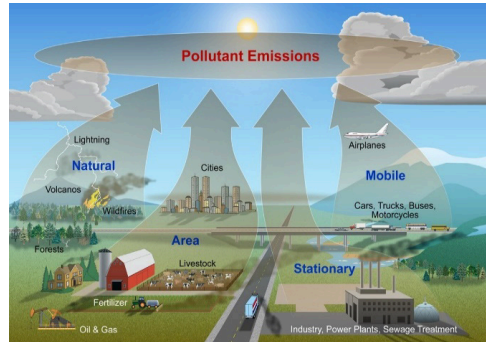 Pollutant Emissions
Lightning
Natural
Volcanos
Wildfires
Forests
Cities
Area
Livestock
Fertilizer
Oil & Gas
Airplanes
Mobile
Cars, Trucks, Buses,
Motorcycles
Stationary
Industry, Power Plants, Sewage Treatment